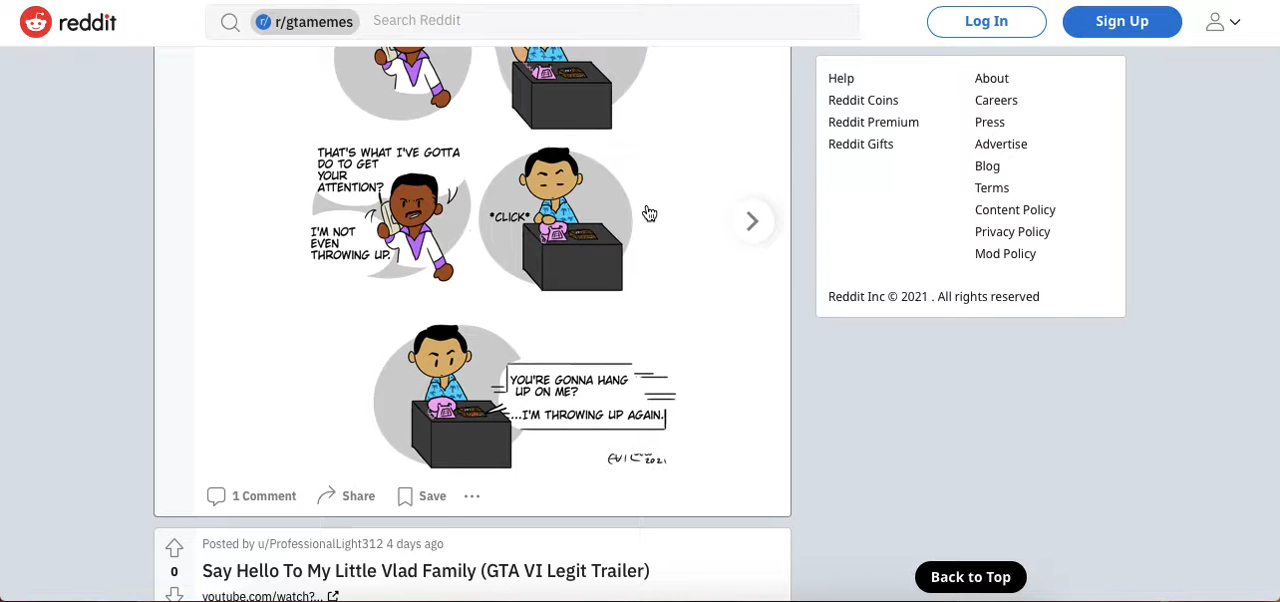 reddit
r/ r/gtamemes Search Reddit
Log In
Sign Up
THAT'S WHAT I'VE GOTTA
DO TO GET
YOUR
ATTENTION?
I'M NOT
EVEN
THROWING UP.
*CLICK*
YOU'RE GONNA HANG
UP ON ME?
...I'M THROWING UP AGAIN.
2021
1 Comment
Share
Save
Posted by u/ProfessionalLight312 4 days ago
0
Say Hello To My Little Vlad Family (GTA VI Legit Trailer)
youtube.com/watch?...
Help
Reddit Coins
Reddit Premium
Reddit Gifts
About
Careers
Press
Advertise
Blog
Terms
Content Policy
Privacy Policy
Mod Policy
Reddit Inc © 2021 . All rights reserved
Back to Top